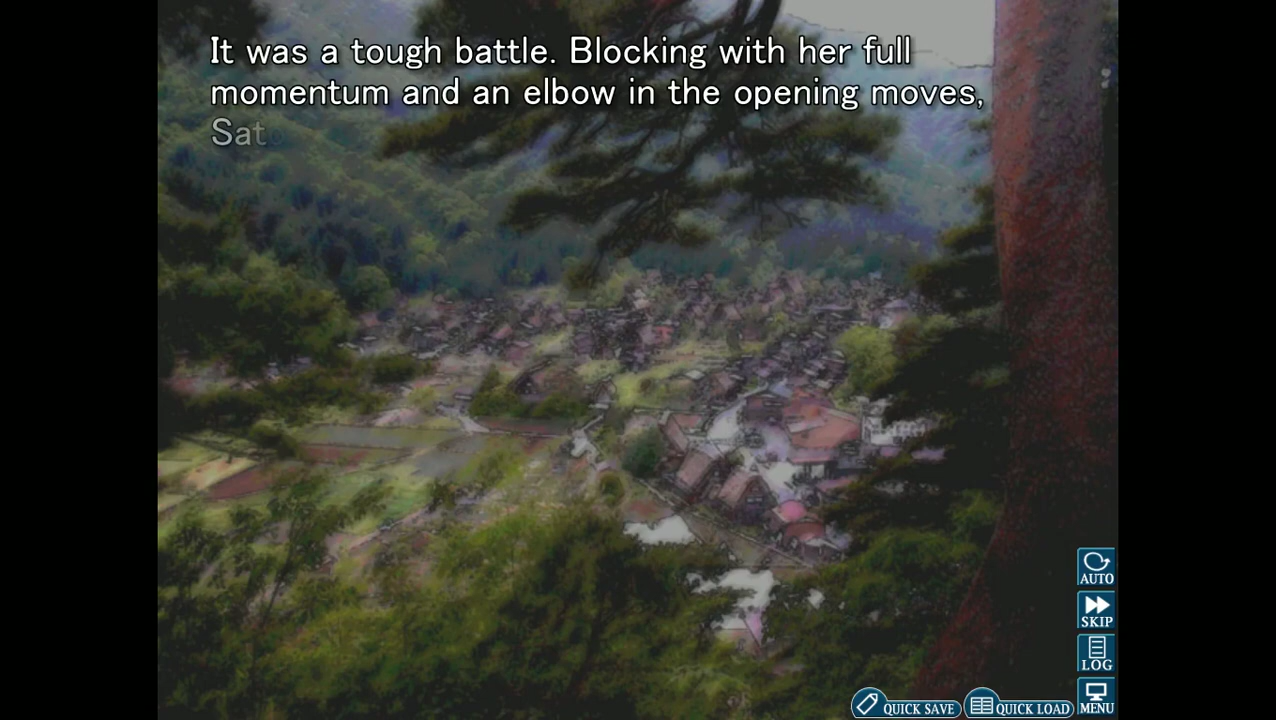 It was a tough battle. Blocking with her full
momentum and an elbow in the opening moves,
Sat
AUTO
SKIP
LOG
QUICK SAVE
QUICK LOAD
MENU